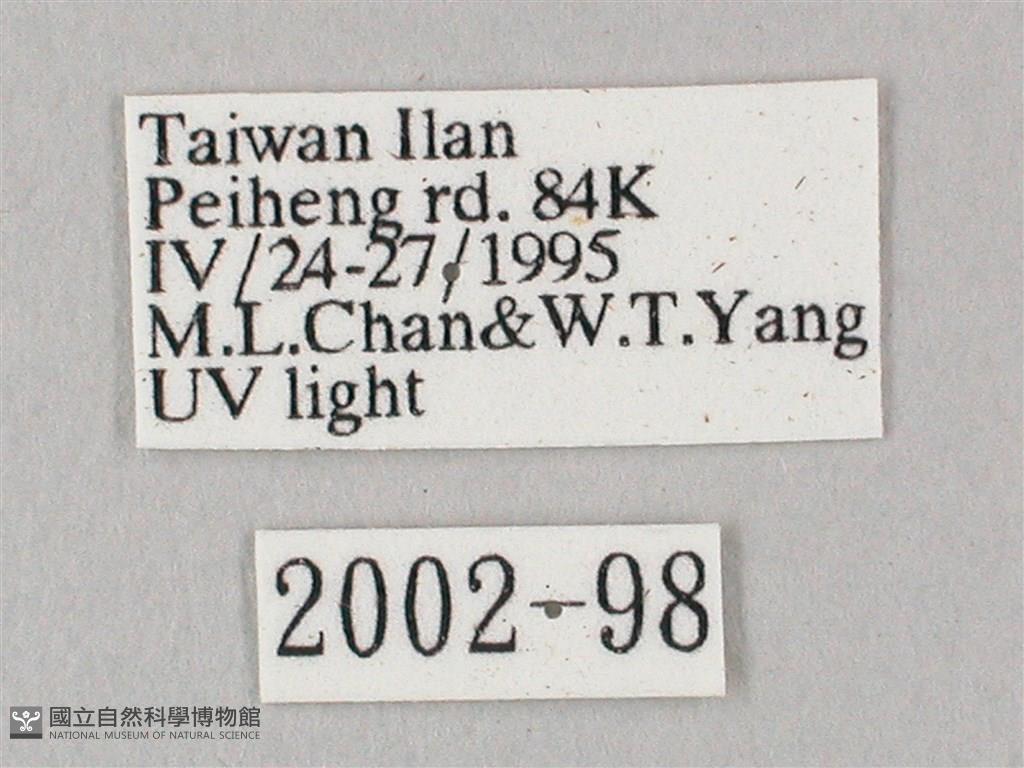 Taiwan Ilan
Peiheng rd. 84K
IV/24-27/1995
M.L.Chan&W.T.Yang
UV light
2002-98
國立自然科學博物館
NATIONAL MUSEUM OF NATURAL SCIENCE